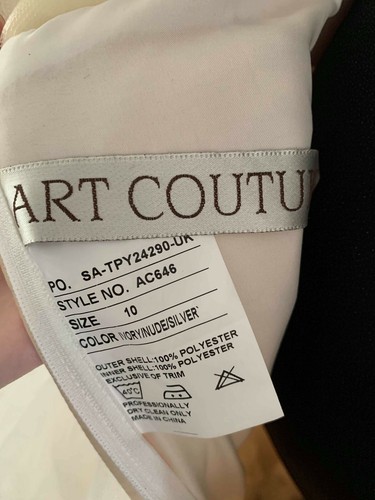 ART COUTU
PO. SA-TPY24290-UK
STYLE NO. AC646
SIZE 10
COLOR IVORY/NUDE/SILVER
OUTER SHELL:100% POLYESTER
INNER SHELL:100% POLYESTER
EXCLUSIVE OF TRIM
40°C
PROFESSIONALLY
DRY CLEAN ONLY
MADE IN CHINA